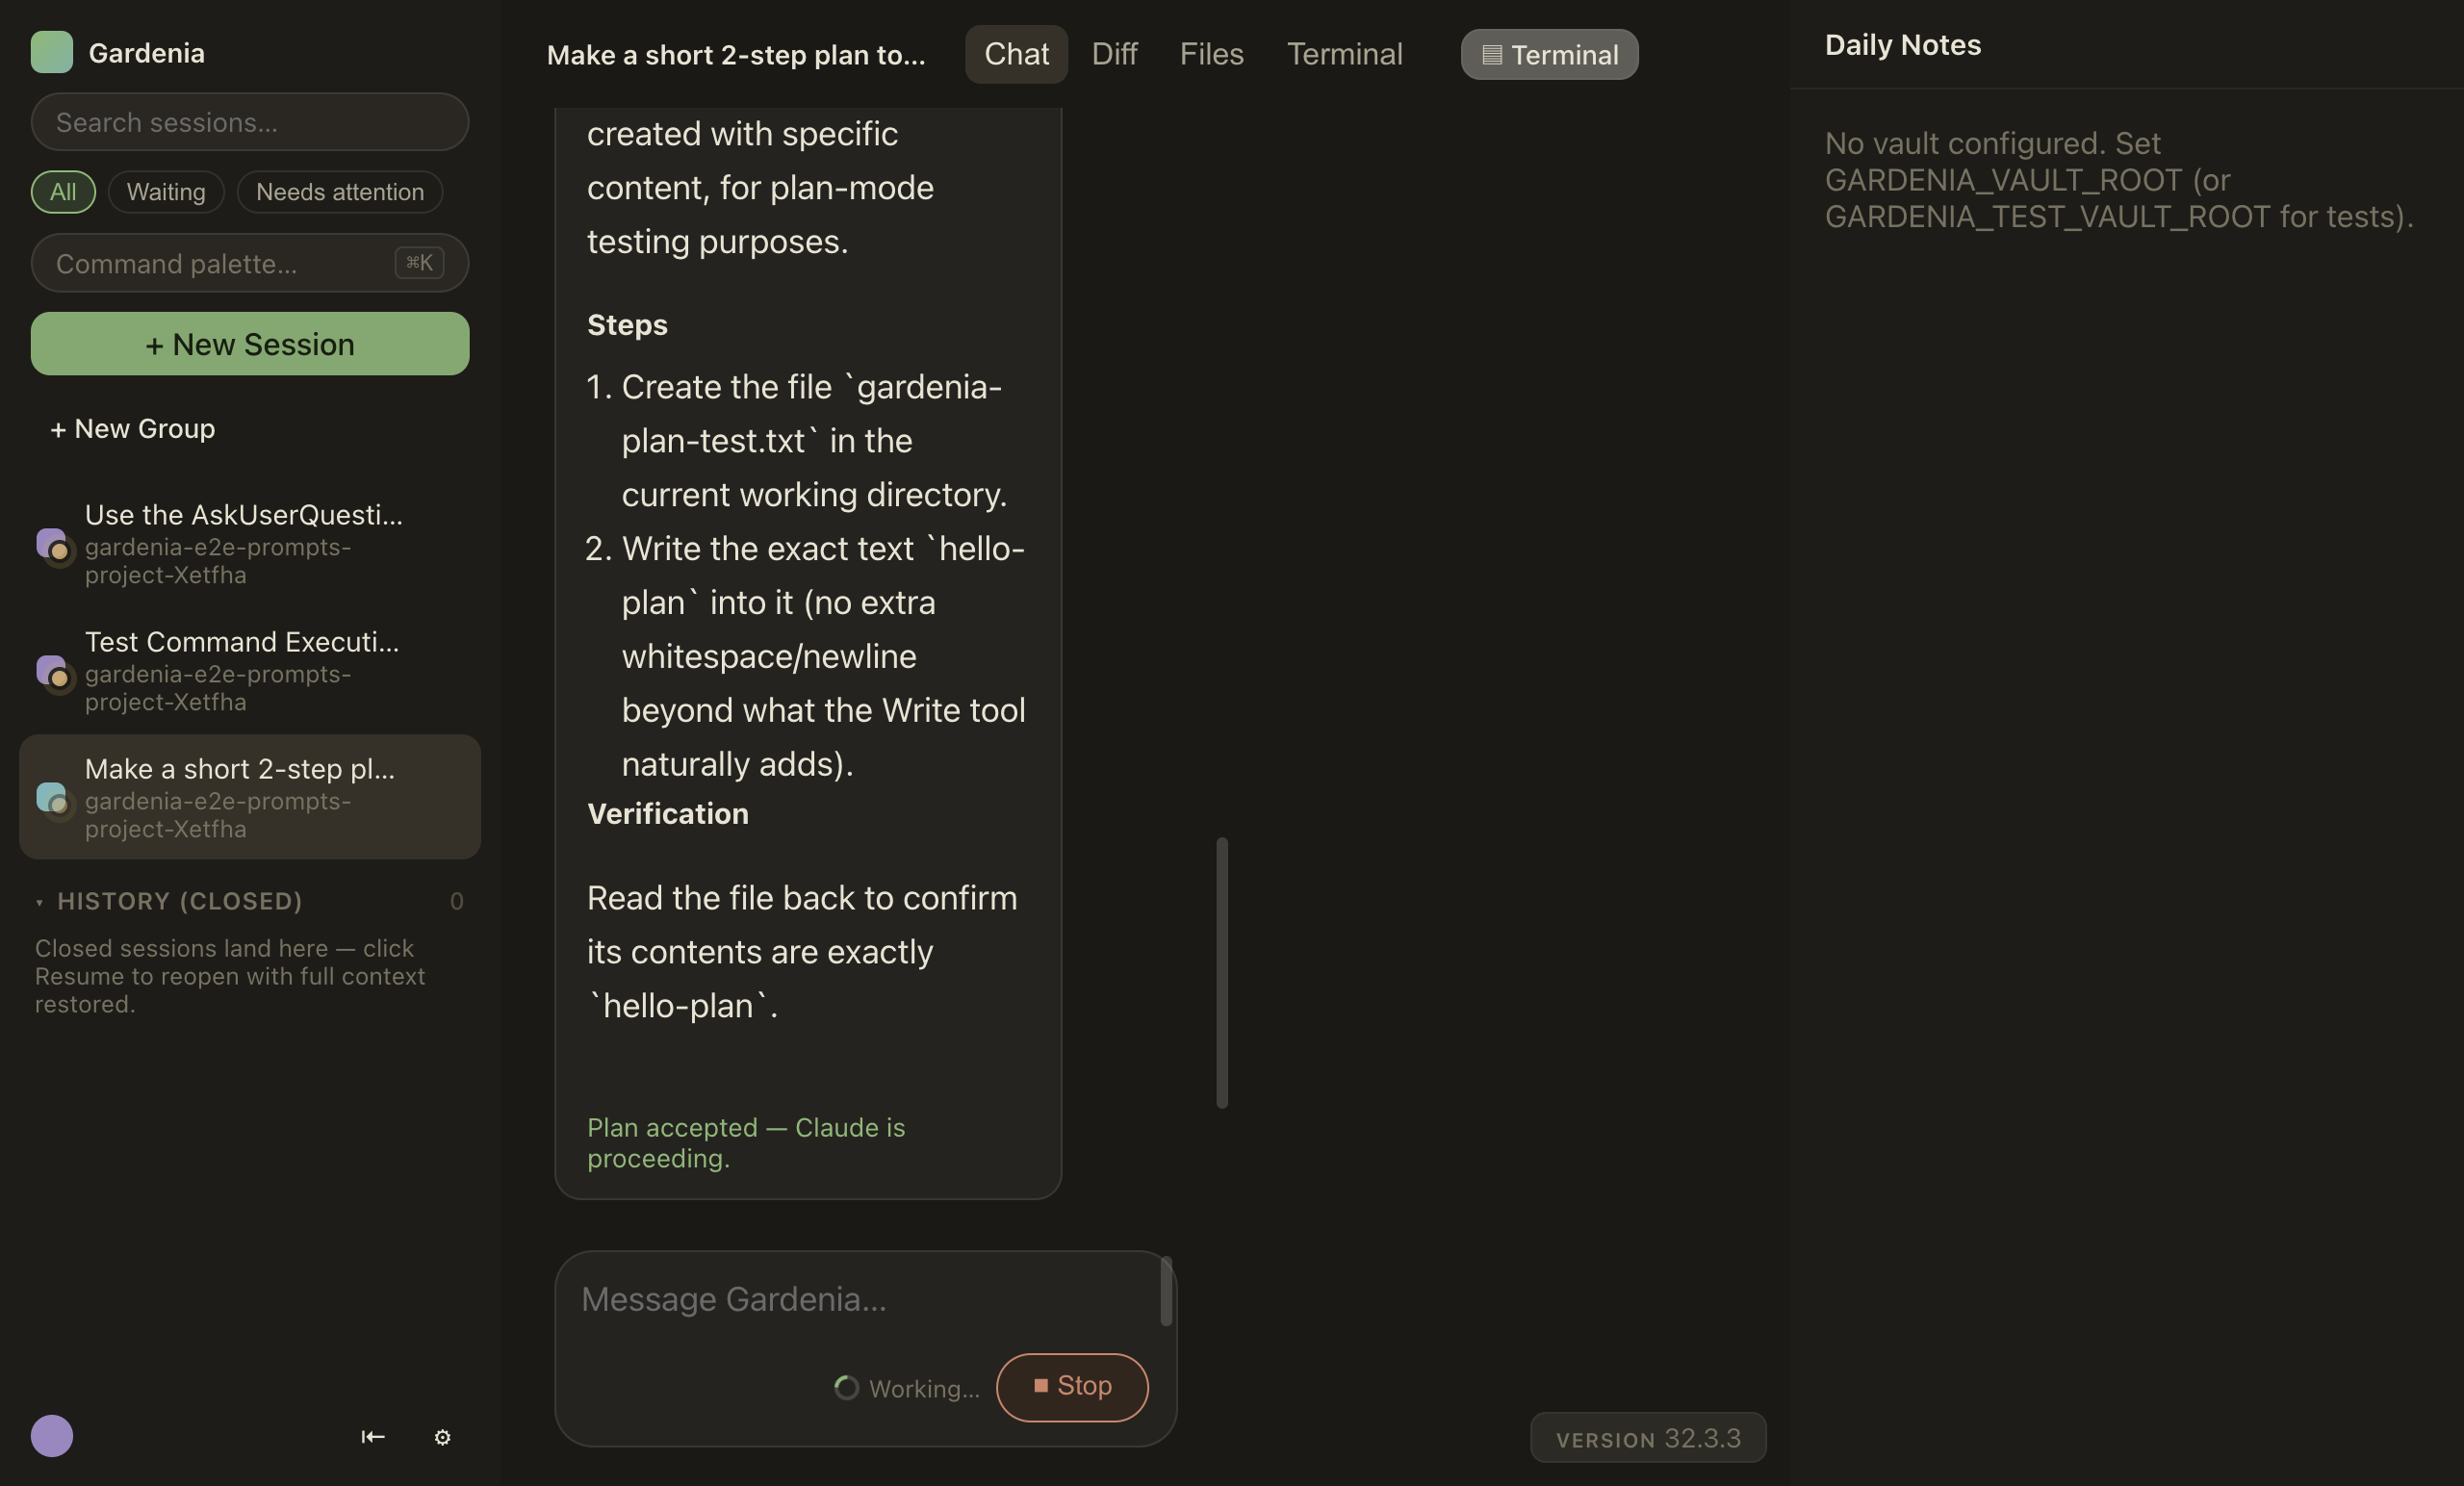 Gardenia
Search sessions...
All
Waiting
Needs attention
Command palette...
⌘K
+ New Session
+ New Group
Use the AskUserQuesti...
gardenia-e2e-prompts-
project-Xetfha
Test Command Executi...
gardenia-e2e-prompts-
project-Xetfha
Make a short 2-step pl...
gardenia-e2e-prompts-
project-Xetfha
HISTORY (CLOSED)
0
Closed sessions land here — click
Resume to reopen with full context
restored.
Make a short 2-step plan to...
Chat
Diff
Files
Terminal
Terminal
created with specific
content, for plan-mode
testing purposes.
Steps
1. Create the file `gardenia-
plan-test.txt` in the
current working directory.
2. Write the exact text `hello-
plan` into it (no extra
whitespace/newline
beyond what the Write tool
naturally adds).
Verification
Read the file back to confirm
its contents are exactly
`hello-plan`.
Plan accepted — Claude is
proceeding.
Message Gardenia...
Working...
Stop
VERSION 32.3.3
Daily Notes
No vault configured. Set
GARDENIA_VAULT_ROOT (or
GARDENIA_TEST_VAULT_ROOT for tests).